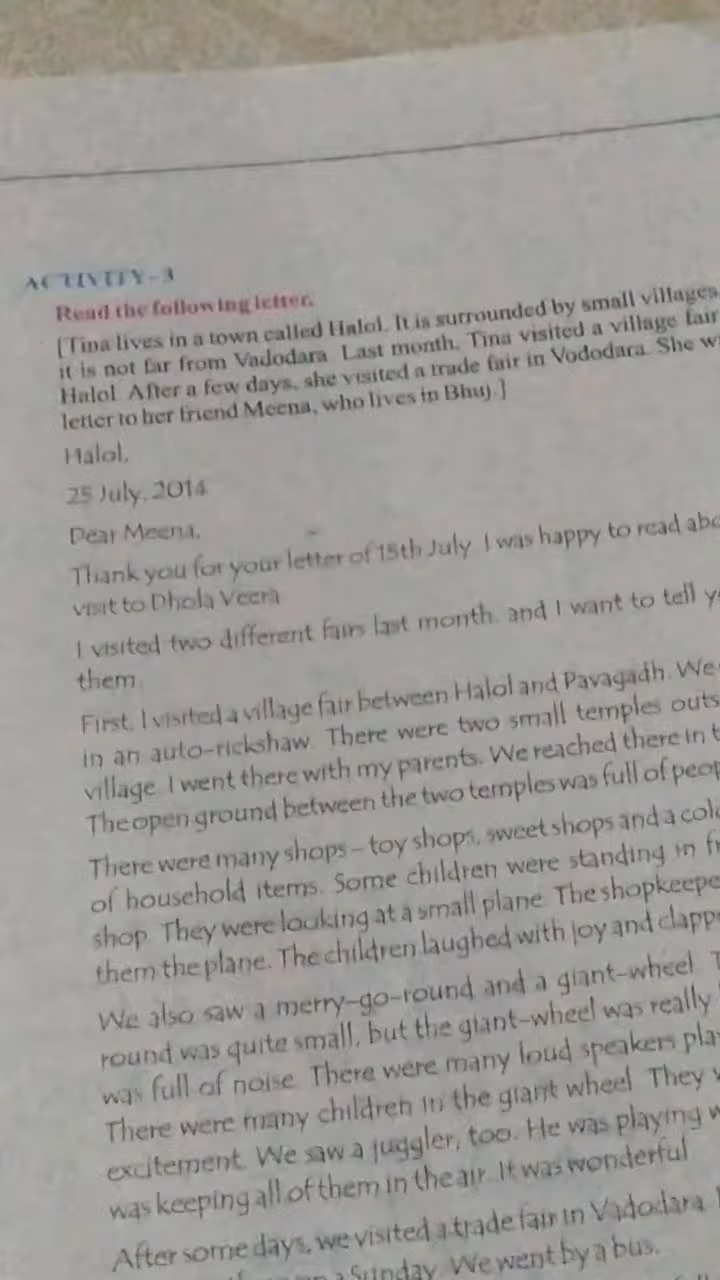 ACTIVITY-3
Read the following letter.
[Tina lives in a town called Halol. It is surrounded by small villages
it is not far from Vadodara. Last month, Tina visited a village fair
Halol. After a few days, she visited a trade fair in Vododara. She
letter to her friend Meena, who lives in Bhuj.]
Halol,
25 July, 2014
Dear Meena,
Thank you for your letter of 15th July. I was happy to read
visit to Dhola Veera
I visited two different fairs last month, and I want to tell
them.
First, I visited a village fair between Halol and Pavagadh. We
in an auto-rickshaw. There were two small temples
village. I went there with my parents. We reached there in
The open ground between the two temples was full of
There were many shops – toy shops, sweet shops and a
of household items. Some children were standing in
shop. They were looking at a small plane. The
them the plane. The children laughed with joy and
We also saw a merry-go-round and a giant-wheel.
round was quite small, but the giant-wheel was really
was full of noise. There were many loud speakers
There were many children in the giant wheel. They
excitement. We saw a juggler, too. He was playing
was keeping all of them in the air. It was wonderful
After some days, we visited a trade fair in Vadodara.
a Sunday. We went by a bus.